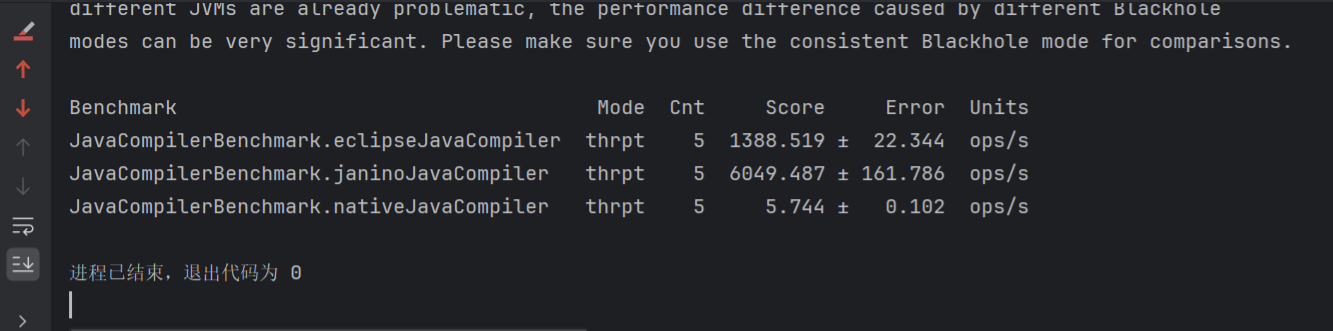 different JVMs are already problematic, the performance difference caused by different Blackhole
modes can be very significant. Please make sure you use the consistent Blackhole mode for comparisons.
Benchmark Mode Cnt Score Error Units
JavaCompilerBenchmark.eclipseJavaCompiler thrpt 5 1388.519 ± 22.344 ops/s
JavaCompilerBenchmark.janinoJavaCompiler thrpt 5 6049.487 ± 161.786 ops/s
JavaCompilerBenchmark.nativeJavaCompiler thrpt 5 5.744 ± 0.102 ops/s
进程已结束，退出代码为 0